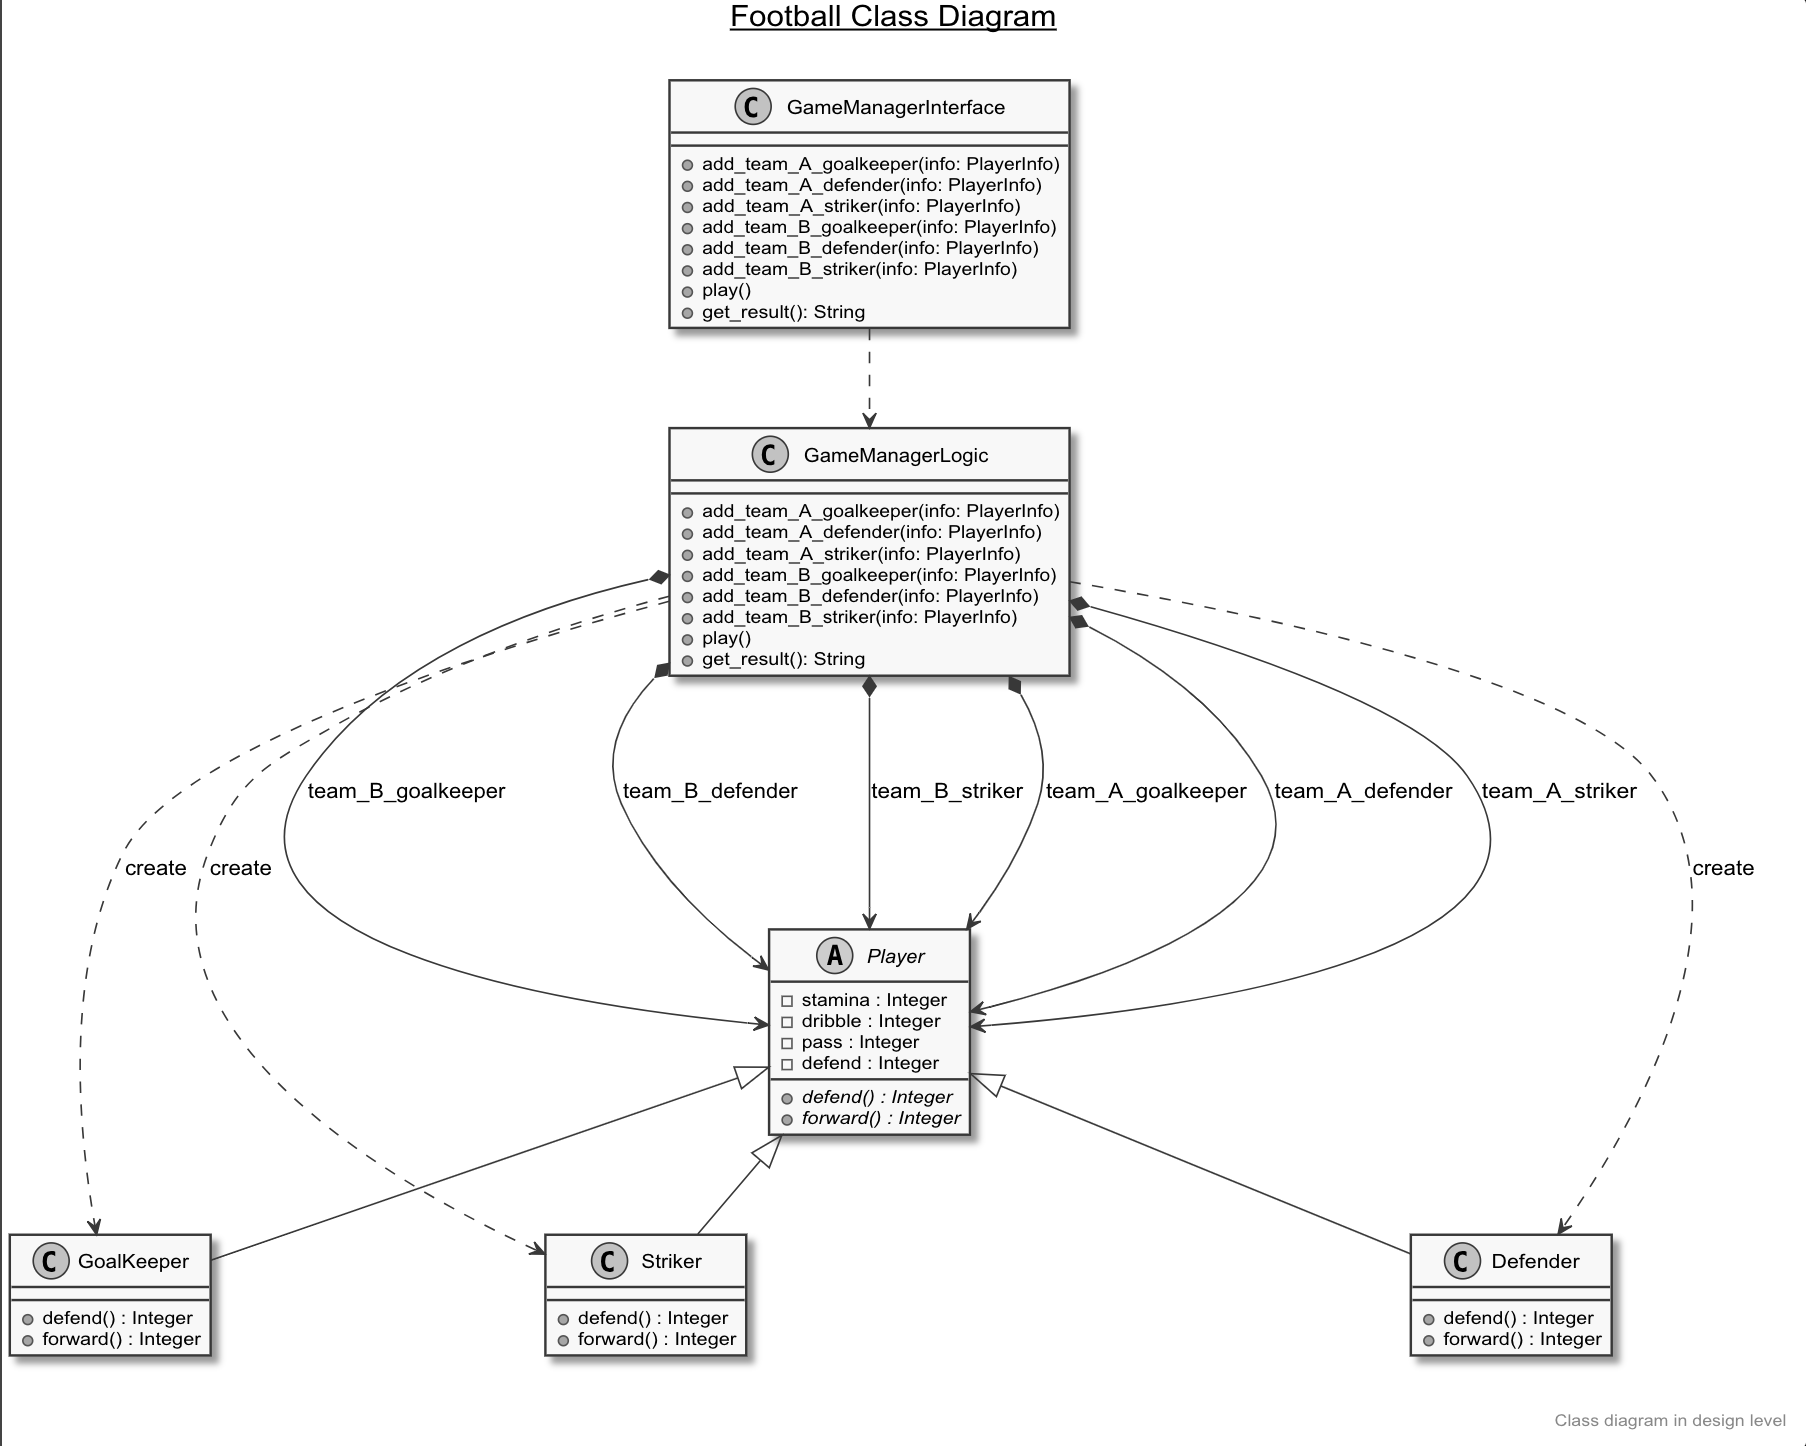 Football Class Diagram
C GameManagerInterface
add_team_A_goalkeeper(info: PlayerInfo)
add_team_A_defender(info: PlayerInfo)
add_team_A_striker(info: PlayerInfo)
add_team_B_goalkeeper(info: PlayerInfo)
add_team_B_defender(info: PlayerInfo)
add_team_B_striker(info: PlayerInfo)
play()
get_result(): String
C GameManagerLogic
add_team_A_goalkeeper(info: PlayerInfo)
add_team_A_defender(info: PlayerInfo)
add_team_A_striker(info: PlayerInfo)
add_team_B_goalkeeper(info: PlayerInfo)
add_team_B_defender(info: PlayerInfo)
add_team_B_striker(info: PlayerInfo)
play()
get_result(): String
team_B_goalkeeper
team_B_defender
team_B_striker
team_A_goalkeeper
team_A_defender
team_A_striker
create
create
create
A Player
stamina : Integer
dribble : Integer
pass : Integer
defend : Integer
defend() : Integer
forward() : Integer
C GoalKeeper
defend() : Integer
forward() : Integer
C Striker
defend() : Integer
forward() : Integer
C Defender
defend() : Integer
forward() : Integer
Class diagram in design level